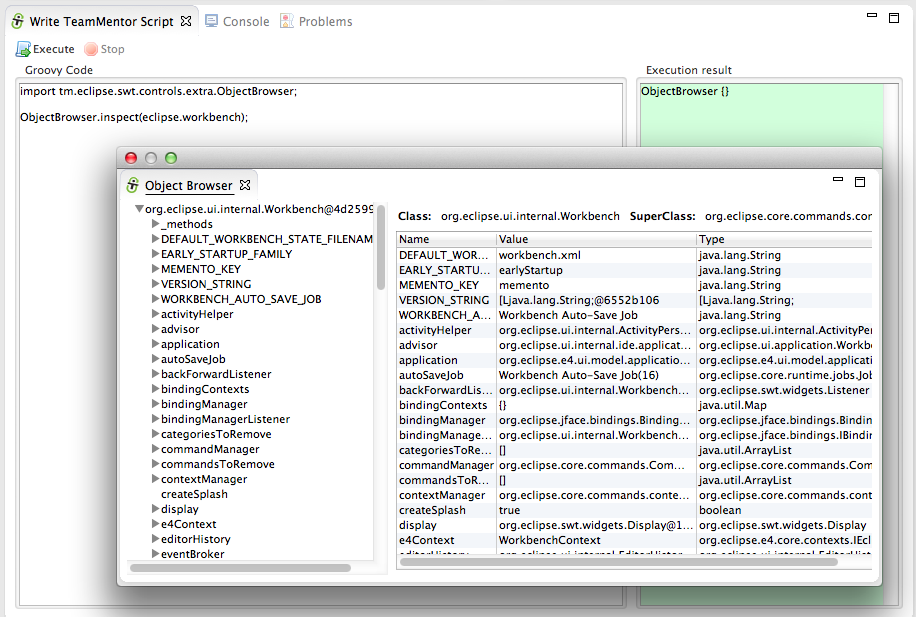 Write TeamMentor Script Console Problems
Execute Stop
Groovy Code
Execution result
import tm.eclipse.swt.controls.extra.ObjectBrowser;
ObjectBrowser.inspect(eclipse.workbench);
ObjectBrowser {}
Object Browser
org.eclipse.ui.internal.Workbench@4d2599
_methods
DEFAULT_WORKBENCH_STATE_FILENAM
EARLY_STARTUP_FAMILY
MEMENTO_KEY
VERSION_STRING
WORKBENCH_AUTO_SAVE_JOB
activityHelper
advisor
application
autoSaveJob
backForwardListener
bindingContexts
bindingManager
bindingManagerListener
categoriesToRemove
commandManager
commandsToRemove
contextManager
createSplash
display
e4Context
editorHistory
eventBroker
Class: org.eclipse.ui.internal.Workbench SuperClass: org.eclipse.core.commands.cor
Name Value Type
DEFAULT_WOR... workbench.xml java.lang.String
EARLY_STARTU... earlyStartup java.lang.String
MEMENTO_KEY memento java.lang.String
VERSION_STRING [Ljava.lang.String;@6552b106 [Ljava.lang.String;
WORKBENCH_A... Workbench Auto-Save Job java.lang.String
activityHelper org.eclipse.ui.internal.ActivityPers... org.eclipse.ui.internal.ActivityPer
advisor org.eclipse.ui.internal.ide.applicat... org.eclipse.ui.application.Workb
application org.eclipse.e4.ui.model.applicatio... org.eclipse.e4.ui.model.applicati
autoSaveJob Workbench Auto-Save Job(16) org.eclipse.core.runtime.jobs.Job
backForwardLis... org.eclipse.ui.internal.Workbench... org.eclipse.swt.widgets.Listener
bindingContexts {} java.util.Map
bindingManager org.eclipse.jface.bindings.Binding... org.eclipse.jface.bindings.Bindin
bindingManage... org.eclipse.ui.internal.Workbench... org.eclipse.jface.bindings.IBindin
categoriesToRe... [] java.util.ArrayList
commandManager org.eclipse.core.commands.Com... org.eclipse.core.commands.Com
commandsToR... [] java.util.ArrayList
contextManager org.eclipse.core.commands.conte... org.eclipse.core.commands.cont
createSplash true boolean
display org.eclipse.swt.widgets.Display@1... org.eclipse.swt.widgets.Display
e4Context WorkbenchContext org.eclipse.e4.core.contexts.IEcl
editorHistory org.eclipse.ui.internal.EditorHistor... org.eclipse.ui.internal.EditorHist